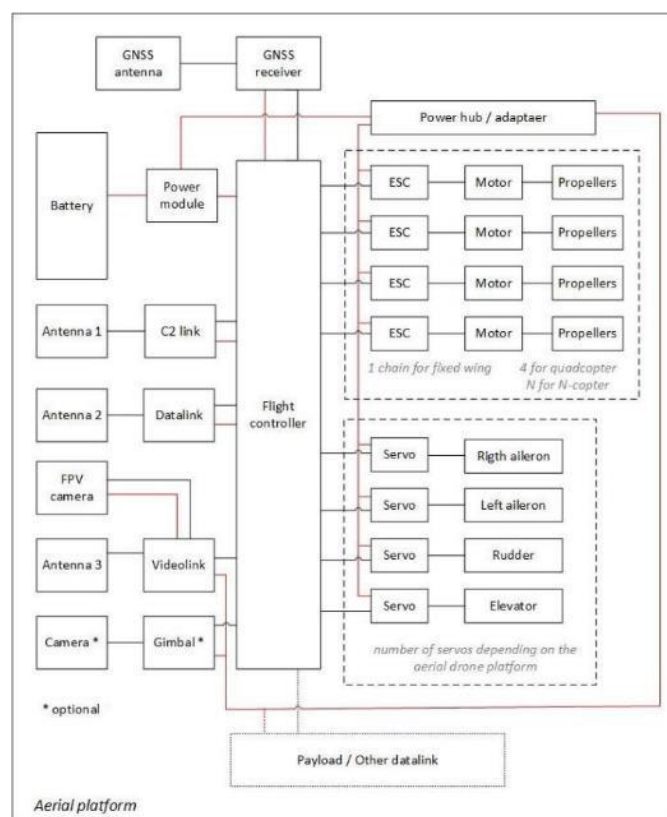 GNSS
antenna
GNSS
receiver
Power hub / adaptaer
Battery
Power
module
ESC
Motor
Propellers
ESC
Motor
Propellers
ESC
Motor
Propellers
ESC
Motor
Propellers
1 chain for fixed wing
4 for quadcopter
N for N-copter
Antenna 1
C2 link
Antenna 2
Datalink
Flight
controller
FPV
camera
Antenna 3
Videolink
Camera *
Gimbal *
Servo
Rigth aileron
Servo
Left aileron
Servo
Rudder
Servo
Elevator
number of servos depending on the
aerial drone platform
* optional
Payload / Other datalink
Aerial platform